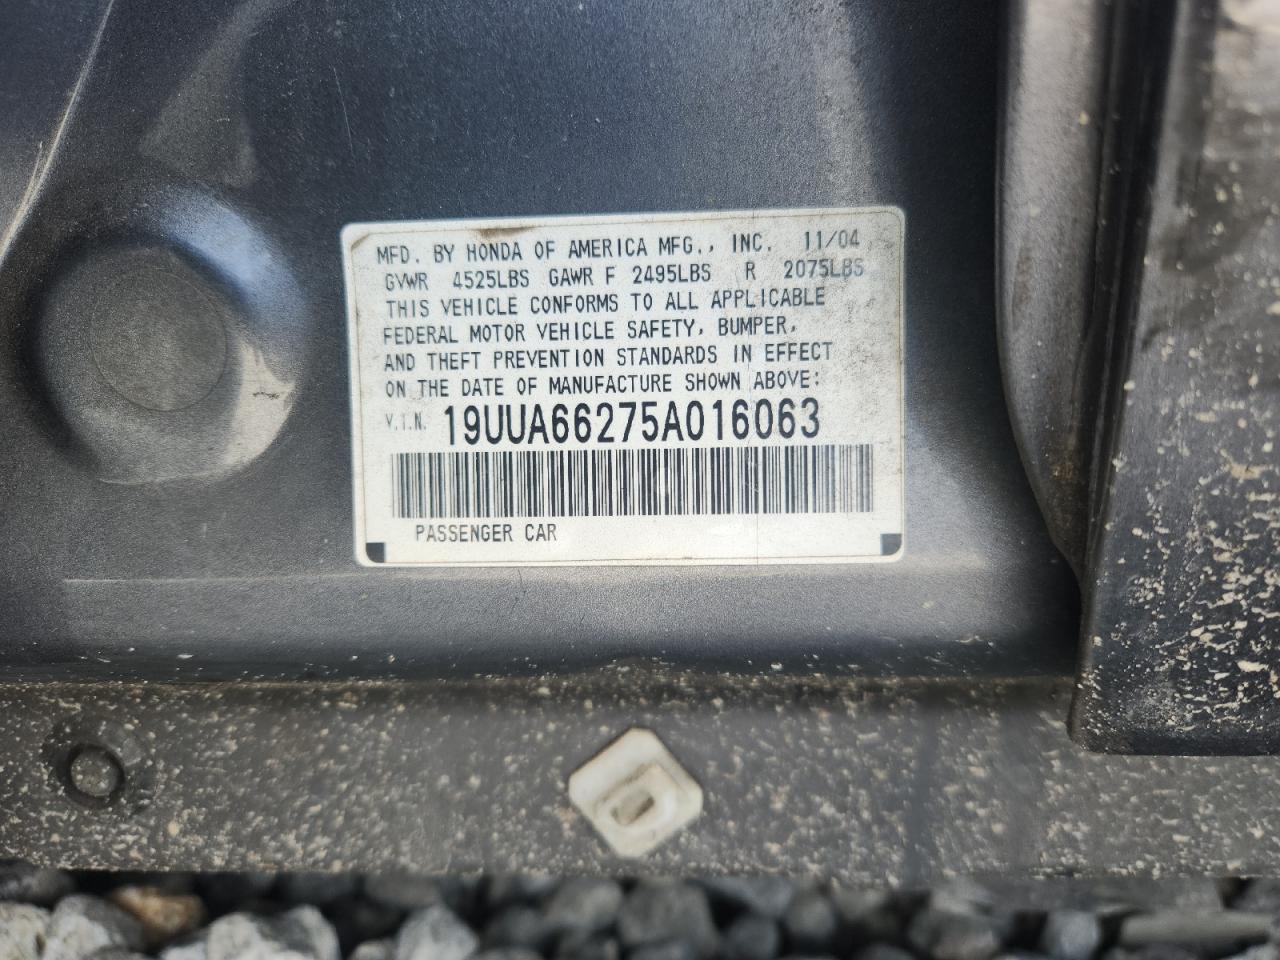 MFD. BY HONDA OF AMERICA MFG., INC. 11/04
GVWR 4525LBS GAWR F 2495LBS R 2075LBS
THIS VEHICLE CONFORMS TO ALL APPLICABLE
FEDERAL MOTOR VEHICLE SAFETY, BUMPER,
AND THEFT PREVENTION STANDARDS IN EFFECT
ON THE DATE OF MANUFACTURE SHOWN ABOVE:
V.I.N. 19UUA66275A016063
PASSENGER CAR